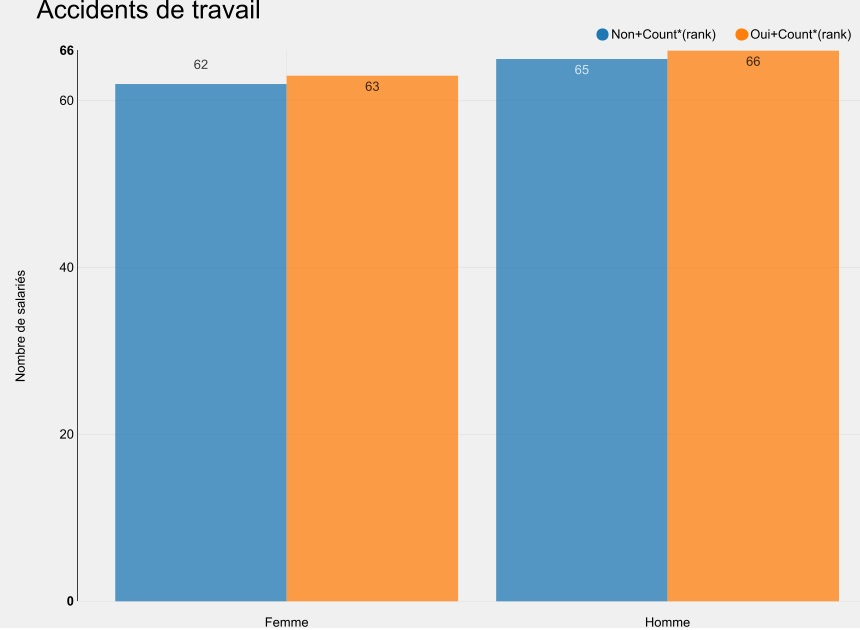 Accidents de travail
Non+Count*(rank) Oui+Count*(rank)
66
62
63
65
66
60
40
Nombre de salariés
20
0
Femme Homme